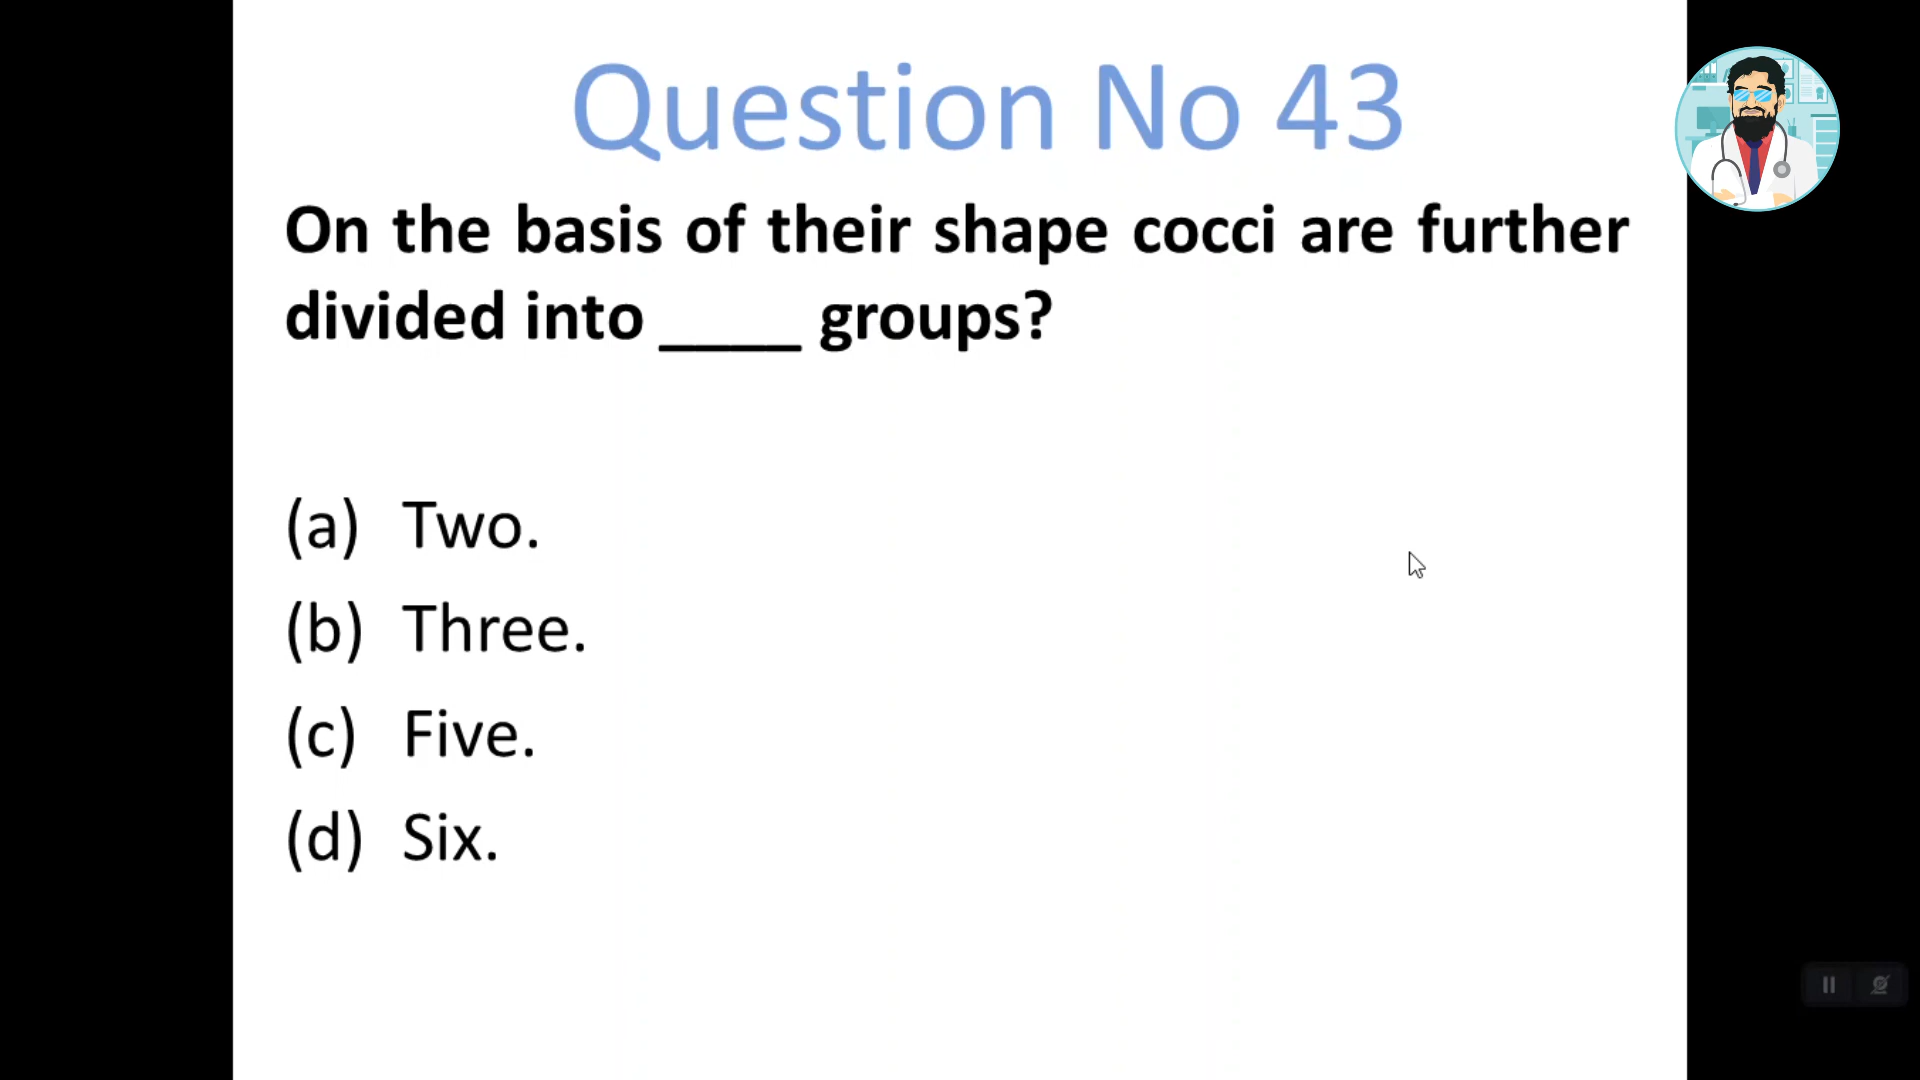 Question No 43
On the basis of their shape cocci are further
divided into ____ groups?
(a) Two.
(b) Three.
(c) Five.
(d) Six.